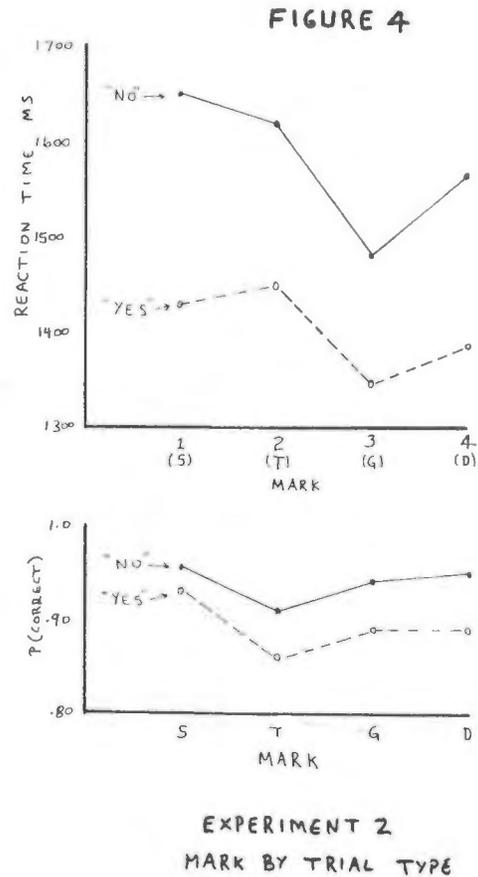 FIGURE 4
1700
1600
1500
1400
1300
REACTION TIME MS
"NO" →
"YES" →
1 2 3 4
(S) (T) (G) (D)
MARK
1.0
.90
.80
P(CORRECT)
"NO" →
"YES" →
S T G D
MARK
EXPERIMENT 2
MARK BY TRIAL TYPE